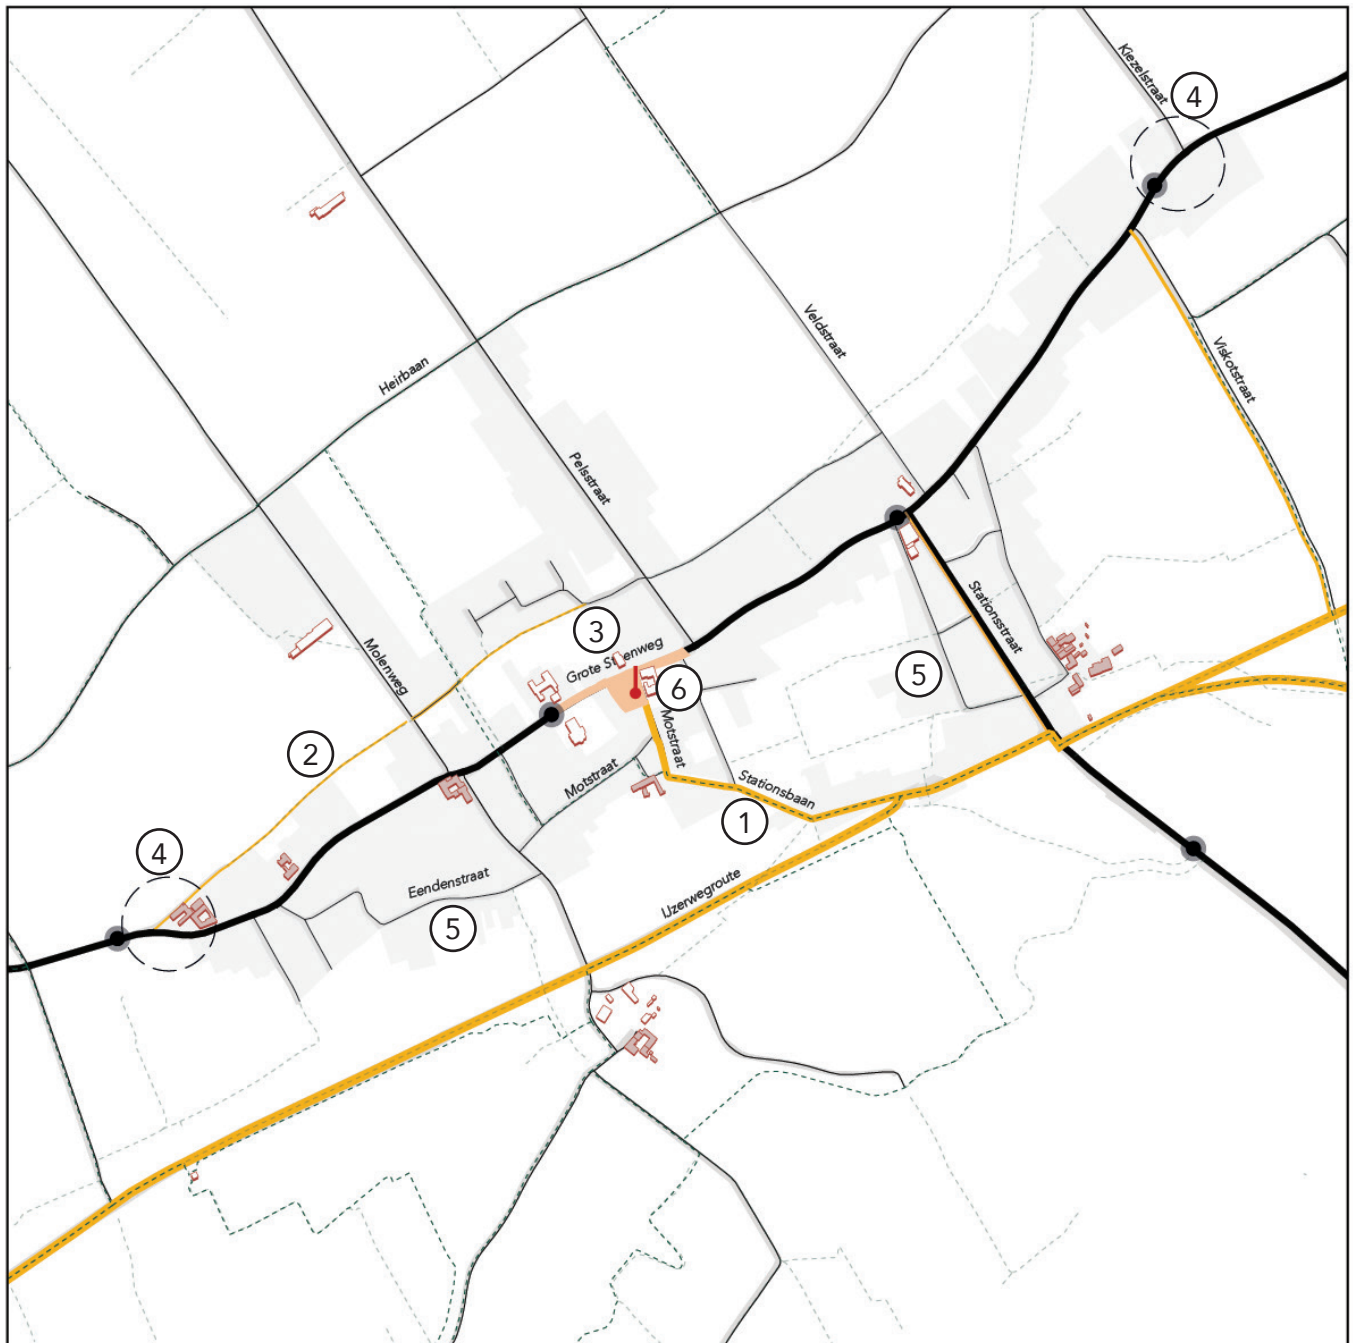 Kiezelstraat
4
Veldstraat
Viskotstraat
Heirbaan
Pelsstraat
Stationsstraat
3
Grote Steenweg
Molenweg
5
6
Motstraat
2
Motstraat
Stationsbaan
1
4
Eendenstraat
IJzerwegroute
5